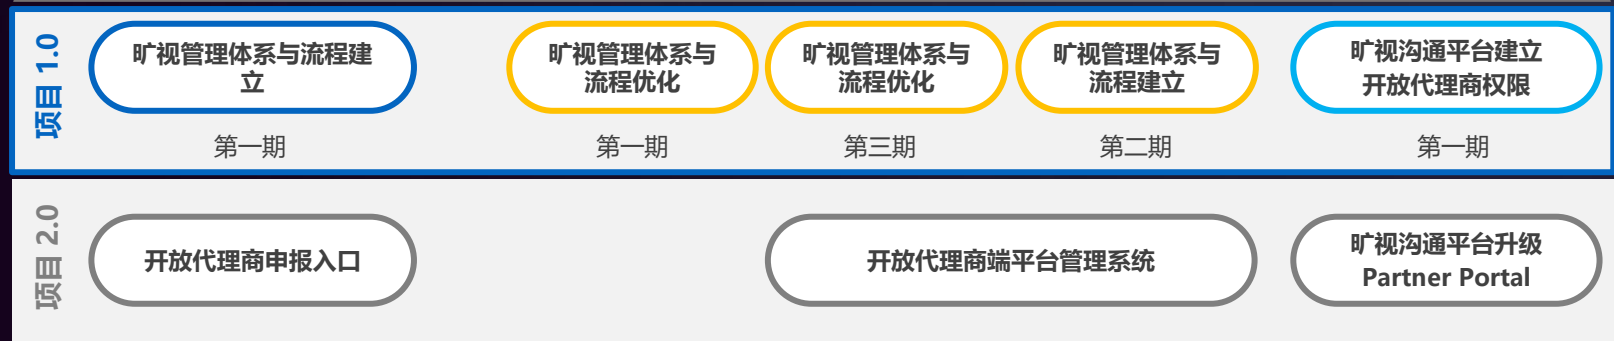 项目 1.0
旷视管理体系与流程建
立
第一期
旷视管理体系与
流程优化
第一期
旷视管理体系与
流程优化
第三期
旷视管理体系与
流程建立
第二期
旷视沟通平台建立
开放代理商权限
第一期
项目 2.0
开放代理商申报入口
开放代理商端平台管理系统
旷视沟通平台升级
Partner Portal